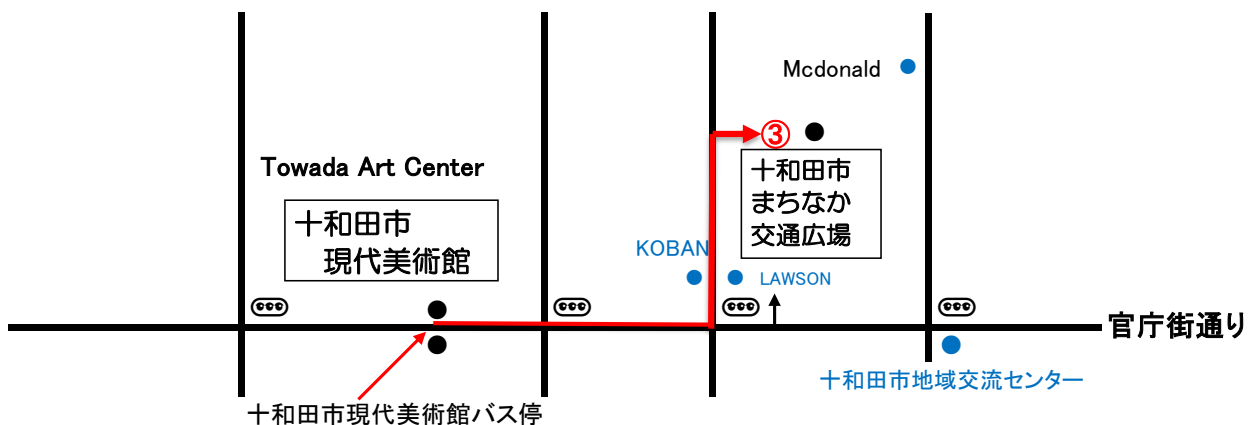 Mcdonald
③
Towada Art Center
十和田市
現代美術館
十和田市
まちなか
交通広場
KOBAN
LAWSON
官庁街通り
十和田市地域交流センター
十和田市現代美術館バス停